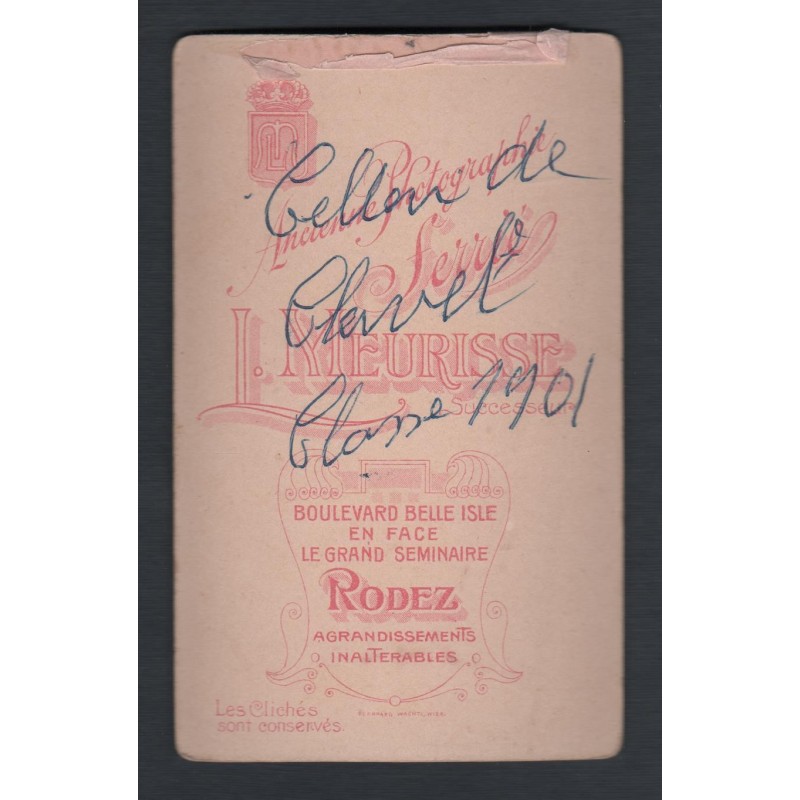 Ancienne Photographie
Ferrié
L. MEURISSE
Successeur
de
Clavel
Classe 1901
BOULEVARD BELLE ISLE
EN FACE
LE GRAND SEMINAIRE
RODEZ
AGRANDISSEMENTS
INALTERABLES
Les Clichés
sont conservés.